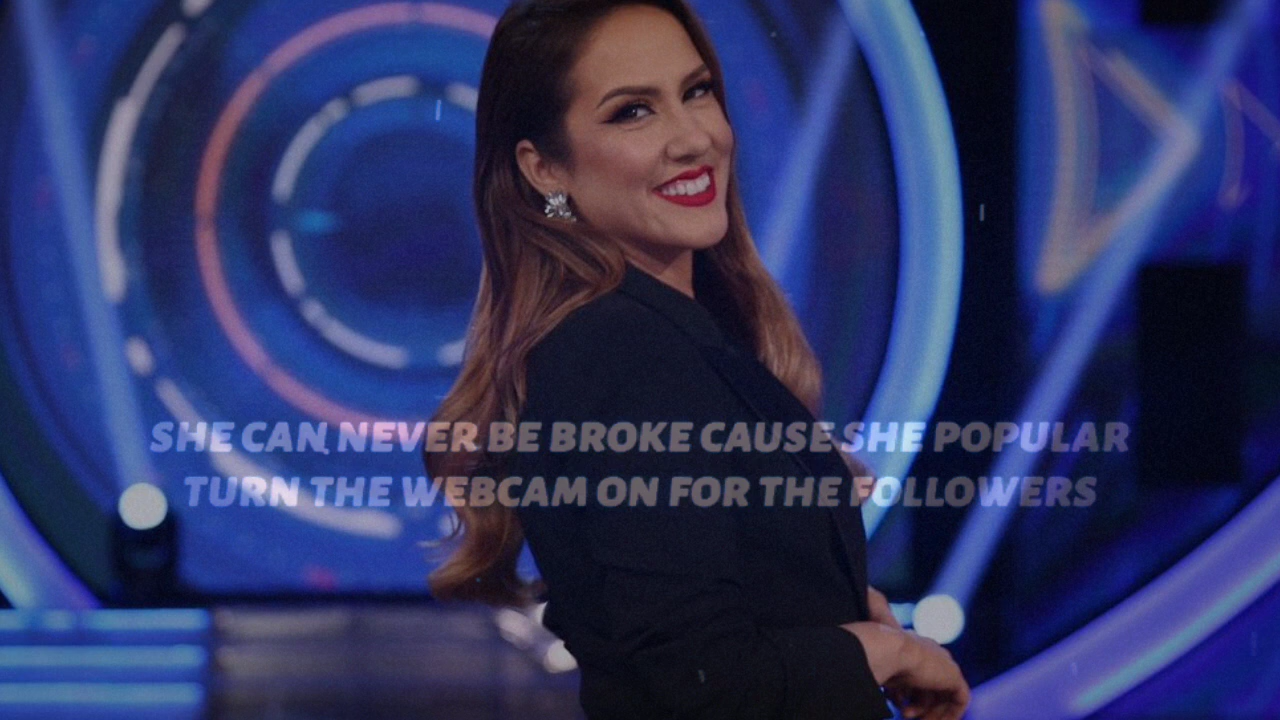 SHE CAN NEVER BE BROKE CAUSE SHE POPULAR
TURN THE WEBCAM ON FOR THE FOLLOWERS